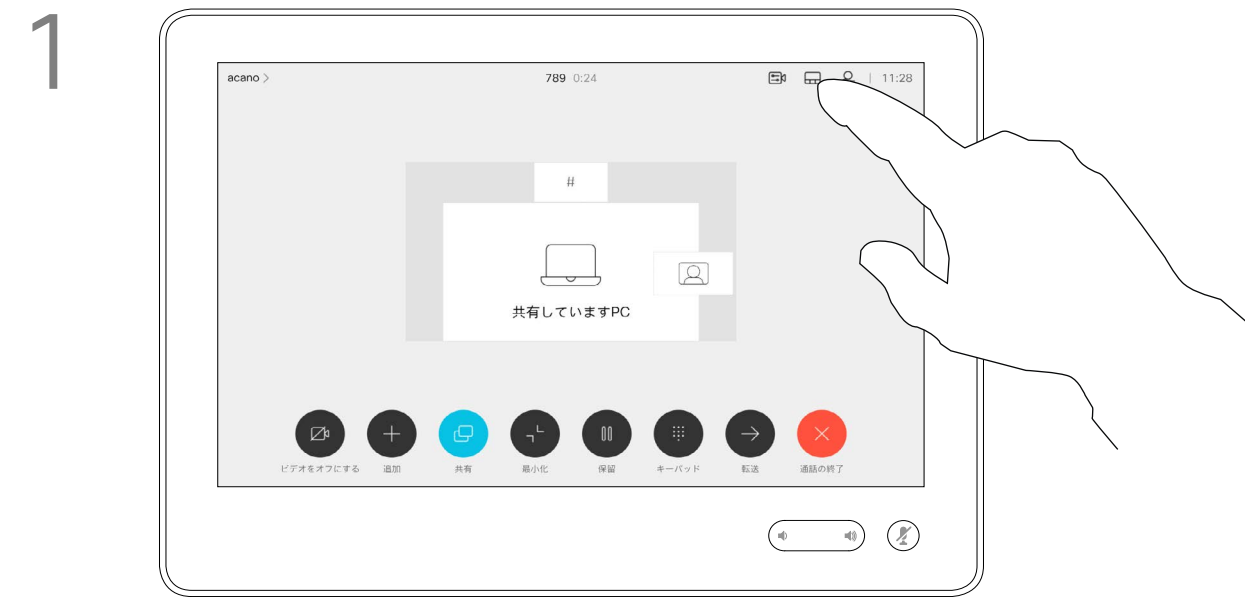 1
acano >
789 0:24
11:28
#
共有していますPC
ビデオをオフにする
追加
共有
最小化
保留
キーパッド
転送
通話の終了